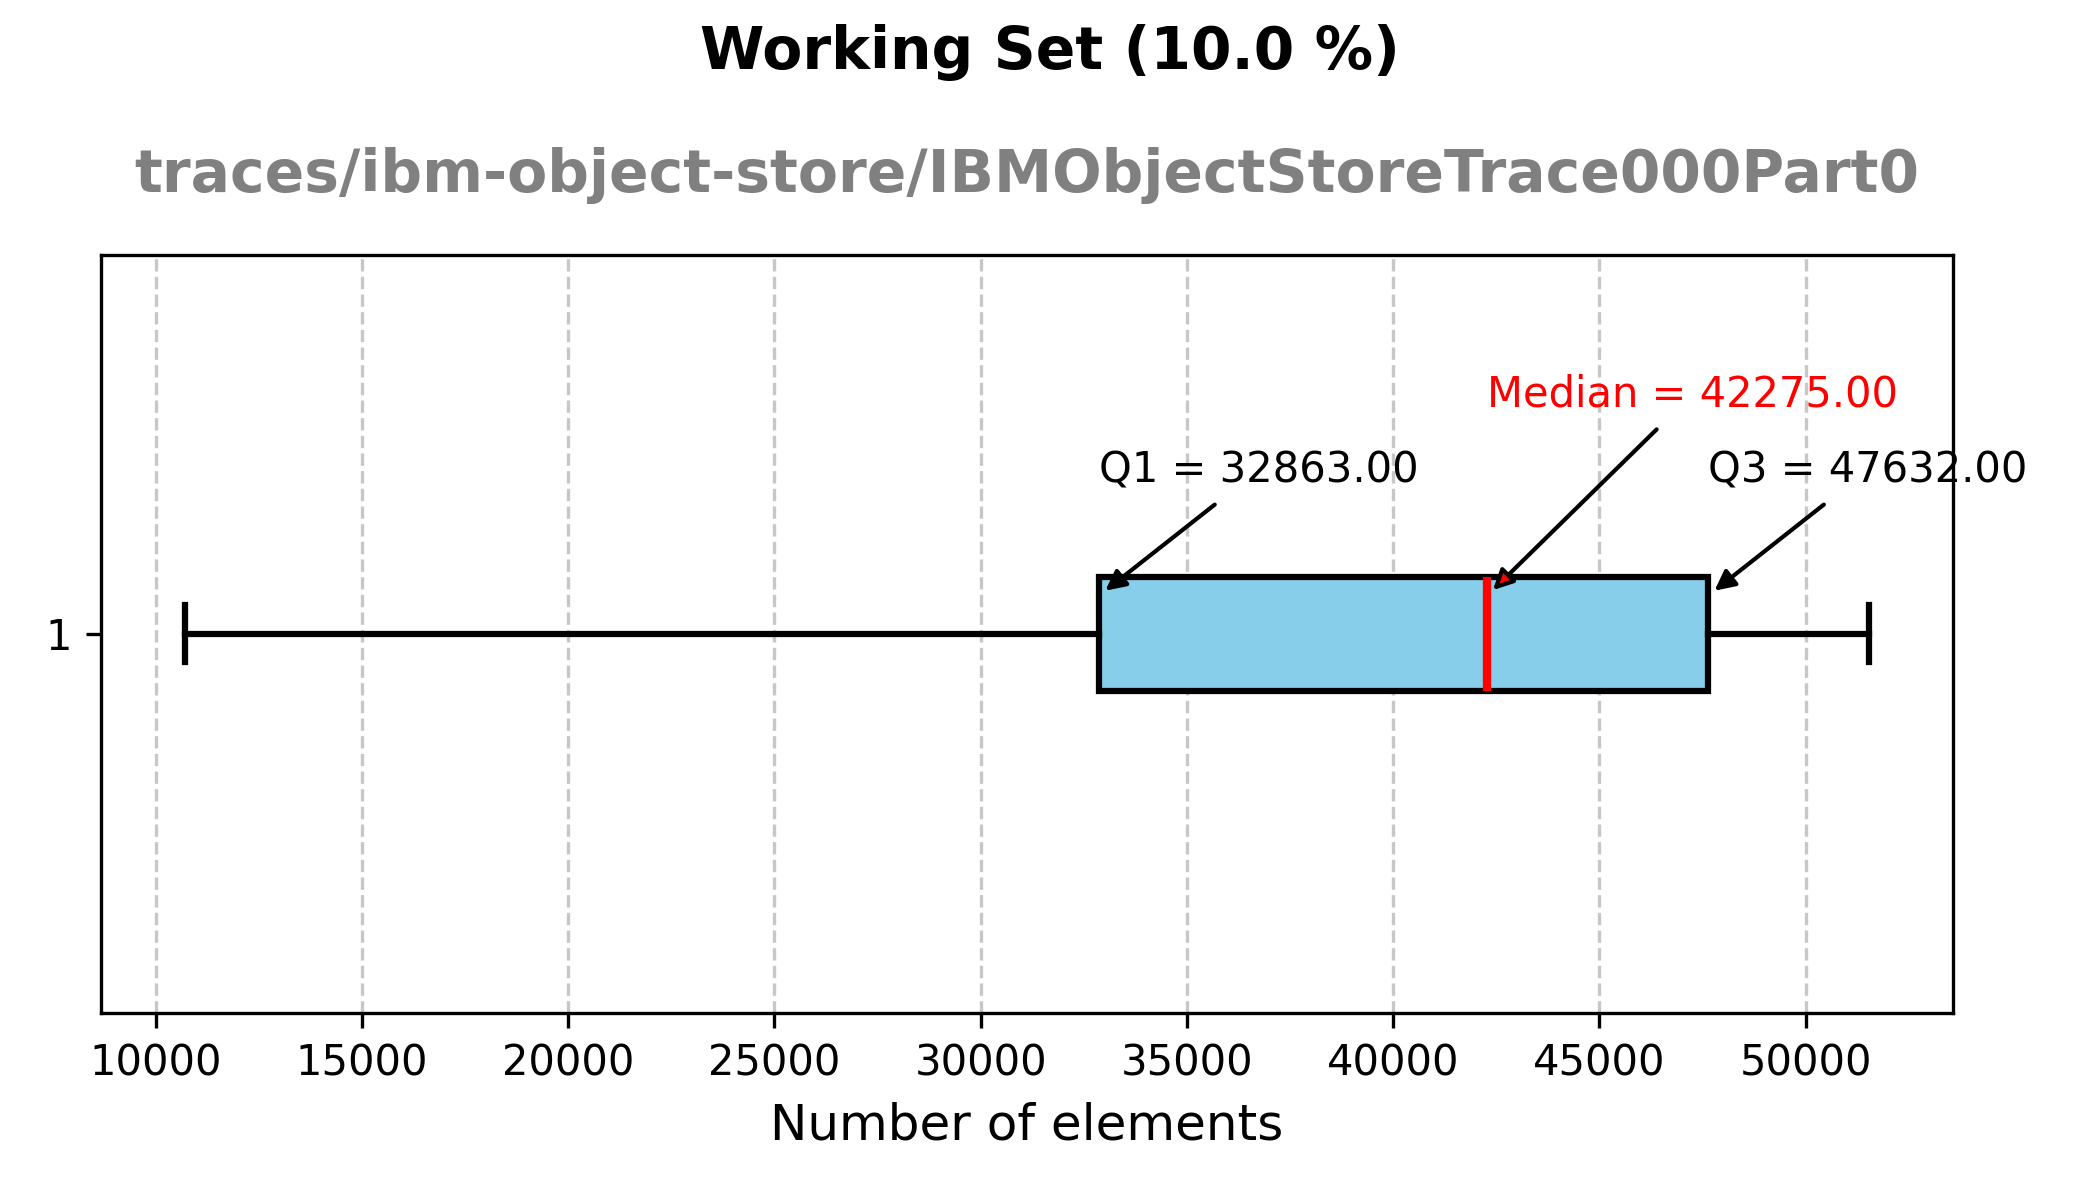 Working Set (10.0 %)
traces/ibm-object-store/IBMObjectStoreTrace000Part0
Median = 42275.00
Q1 = 32863.00
Q3 = 47632.00
1
10000 15000 20000 25000 30000 35000 40000 45000 50000
Number of elements